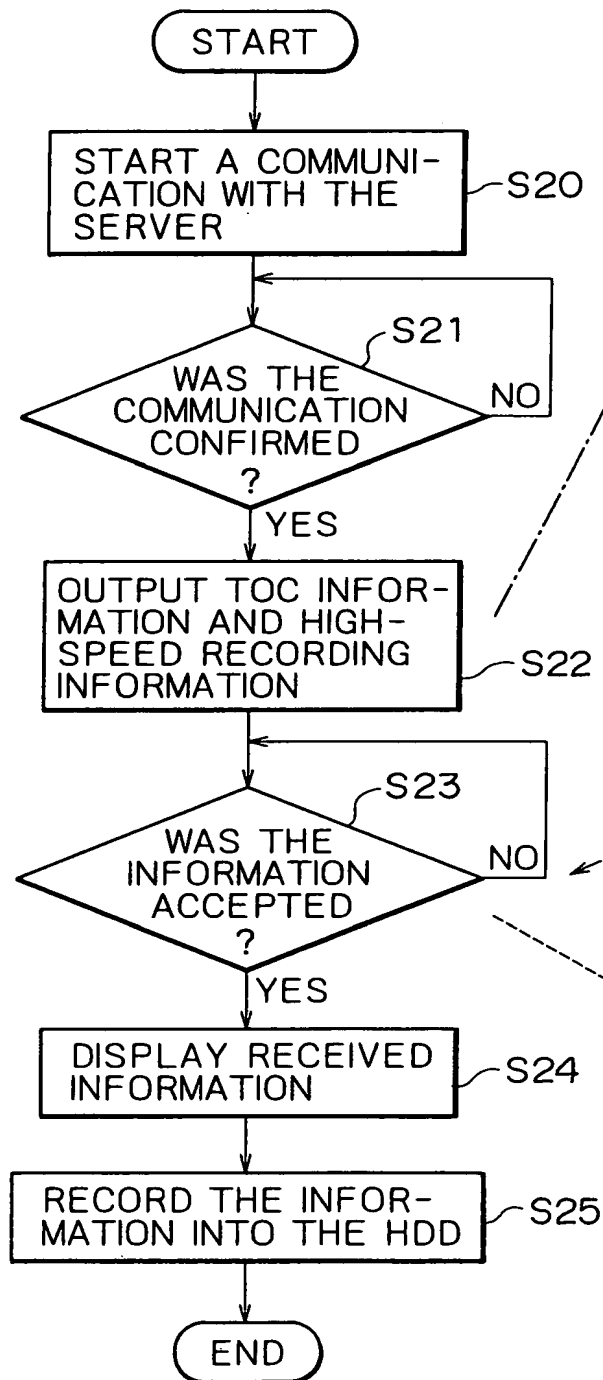 START
START A COMMUNI-
CATION WITH THE
SERVER
S20
S21
WAS THE
COMMUNICATION
CONFIRMED
?
NO
YES
OUTPUT TOC INFOR-
MATION AND HIGH-
SPEED RECORDING
INFORMATION
S22
S23
WAS THE
INFORMATION
ACCEPTED
?
NO
YES
DISPLAY RECEIVED
INFORMATION
S24
RECORD THE INFOR-
MATION INTO THE HDD
S25
END